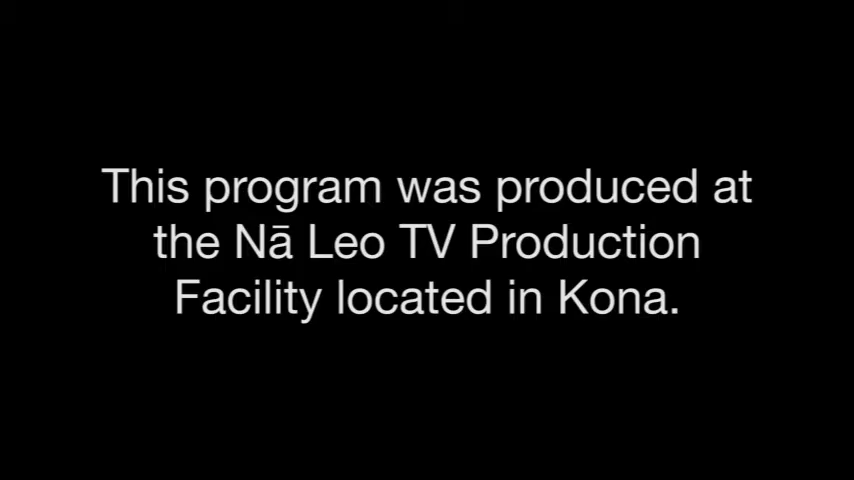 This program was produced at
the Nā Leo TV Production
Facility located in Kona.